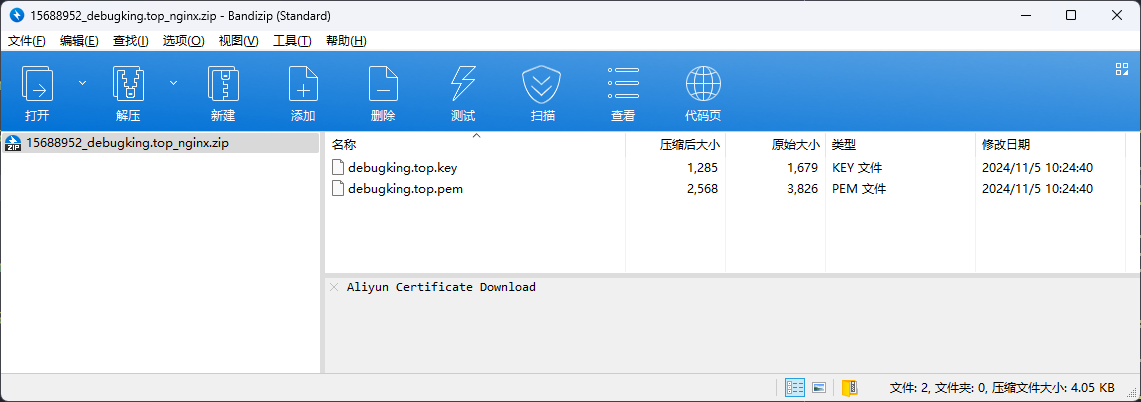 15688952_debugking.top_nginx.zip - Bandizip (Standard)
文件(F) 编辑(E) 查找(I) 选项(O) 视图(V) 工具(T) 帮助(H)
打开 解压 新建 添加 删除 测试 扫描 查看 代码页
15688952_debugking.top_nginx.zip
名称 压缩后大小 原始大小 类型 修改日期
debugking.top.key 1,285 1,679 KEY 文件 2024/11/5 10:24:40
debugking.top.pem 2,568 3,826 PEM 文件 2024/11/5 10:24:40
Aliyun Certificate Download
文件: 2, 文件夹: 0, 压缩文件大小: 4.05 KB